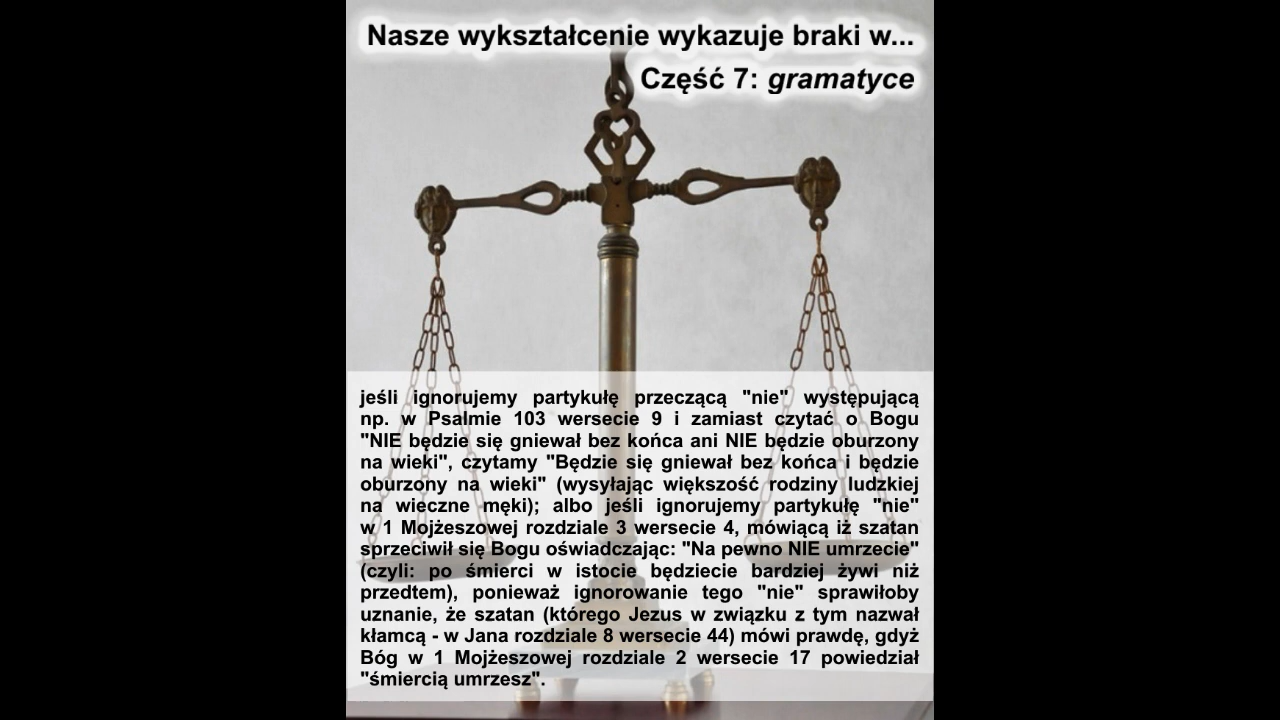 Nasze wykształcenie wykazuje braki w...
Część 7: gramatyce
jeśli ignorujemy partykułę przeczącą "nie" występującą
np. w Psalmie 103 wersecie 9 i zamiast czytać o Bogu
"NIE będzie się gniewał bez końca ani NIE będzie oburzony
na wieki", czytamy "Będzie się gniewał bez końca i będzie
oburzony na wieki" (wysyłając większość rodziny ludzkiej
na wieczne męki); albo jeśli ignorujemy partykułę "nie"
w 1 Mojżeszowej rozdziale 3 wersecie 4, mówiącą iż szatan
sprzeciwił się Bogu oświadczając: "Na pewno NIE umrzecie"
(czyli: po śmierci w istocie będziecie bardziej żywi niż
przedtem), ponieważ ignorowanie tego "nie" sprawiłoby
uznanie, że szatan (którego Jezus w związku z tym nazwał
kłamcą - w Jana rozdziale 8 wersecie 44) mówi prawdę, gdyż
Bóg w 1 Mojżeszowej rozdziale 2 wersecie 17 powiedział
"śmiercią umrzesz".